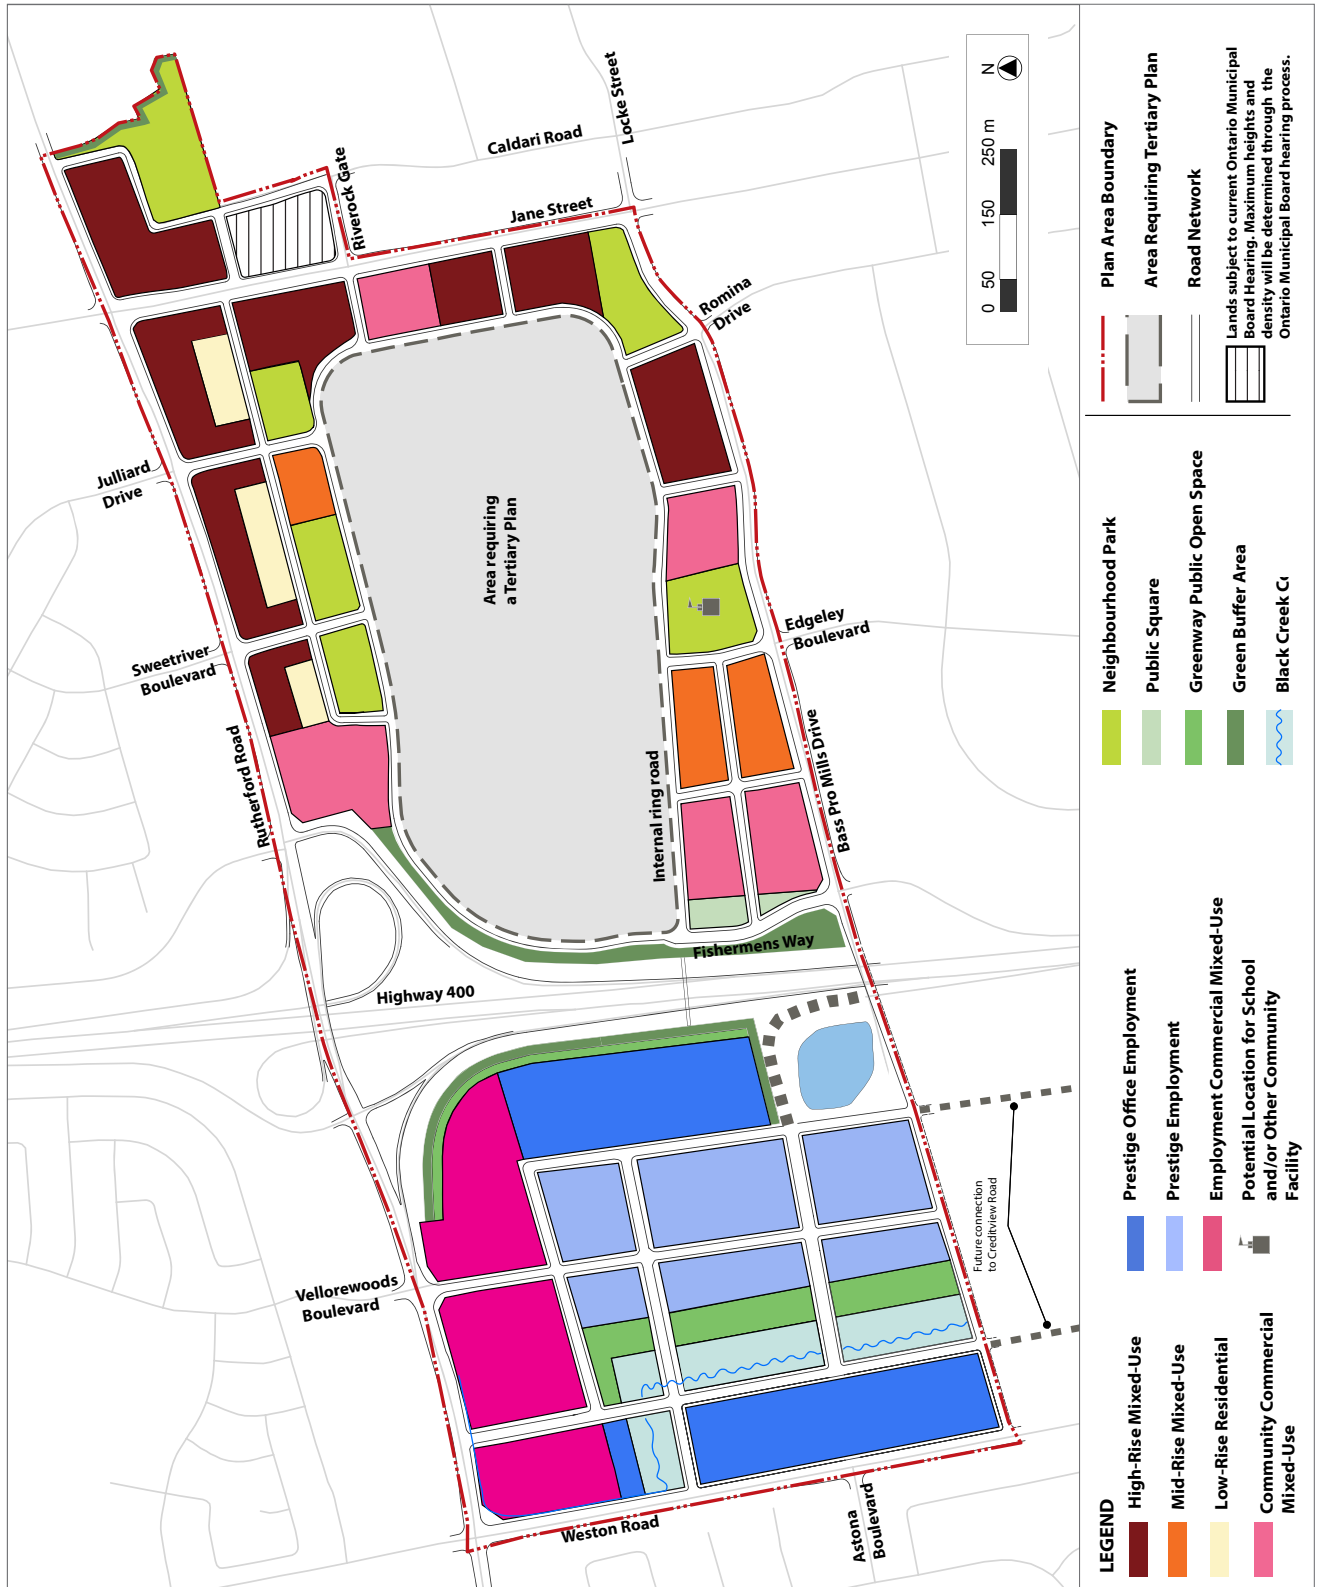 Locke Street
Caldari Road
Riverock Gate
Jane Street
Romina
Drive
Julliard
Drive
Area requiring
a Tertiary Plan
Sweetriver
Boulevard
Edgeley
Boulevard
Rutherford Road
Internal ring road
Bass Pro Mills Drive
Fishermens Way
Highway 400
Vellorewoods
Boulevard
Future connection
to Creditview Road
Weston Road
Astona
Boulevard
N
0 50 150 250 m
LEGEND
High-Rise Mixed-Use
Mid-Rise Mixed-Use
Low-Rise Residential
Community Commercial
Mixed-Use
Prestige Office Employment
Prestige Employment
Employment Commercial Mixed-Use
Potential Location for School
and/or Other Community
Facility
Neighbourhood Park
Public Square
Greenway Public Open Space
Green Buffer Area
Black Creek
Plan Area Boundary
Area Requiring Tertiary Plan
Road Network
Lands subject to current Ontario Municipal
Board Hearing. Maximum heights and
density will be determined through the
Ontario Municipal Board hearing process.